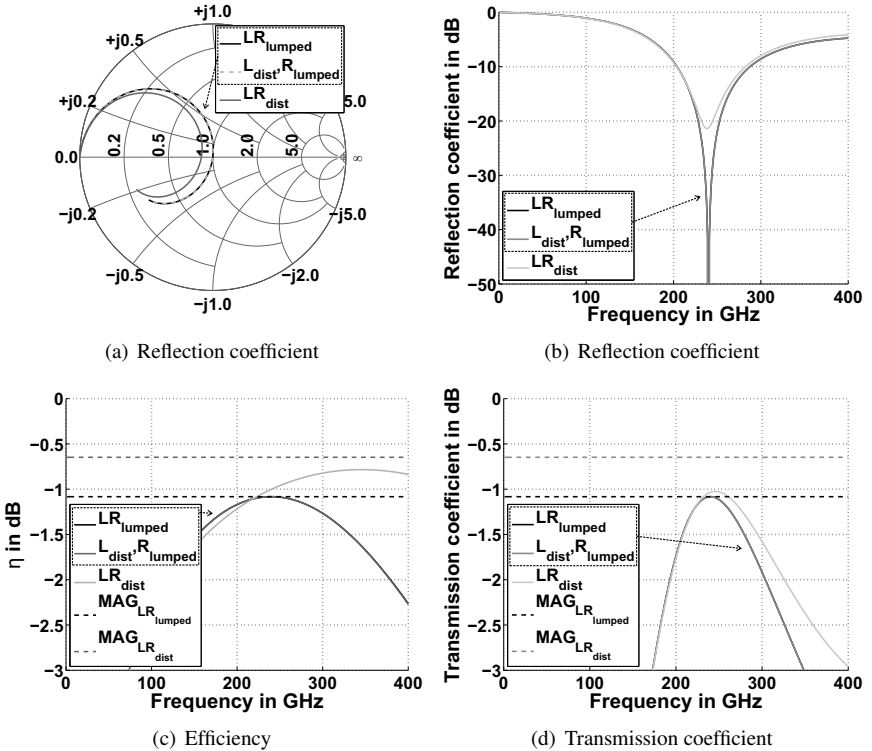 +j1.0
+j0.5
+j0.2
0.0
−j0.2
−j0.5
−j1.0
−j2.0
−j5.0
5.0
∞
0.2
0.5
1.0
2.0
5.0
LR_lumped
L_dist,R_lumped
LR_dist
(a) Reflection coefficient
Reflection coefficient in dB
0
−10
−20
−30
−40
−50
LR_lumped
L_dist,R_lumped
LR_dist
0 100 200 300 400
Frequency in GHz
(b) Reflection coefficient
η in dB
0
−0.5
−1
−1.5
−2
−2.5
−3
LR_lumped
L_dist,R_lumped
LR_dist
MAG_LR_lumped
MAG_LR_dist
0 100 200 300 400
Frequency in GHz
(c) Efficiency
Transmission coefficient in dB
0
−0.5
−1
−1.5
−2
−2.5
−3
LR_lumped
L_dist,R_lumped
LR_dist
MAG_LR_lumped
MAG_LR_dist
0 100 200 300 400
Frequency in GHz
(d) Transmission coefficient